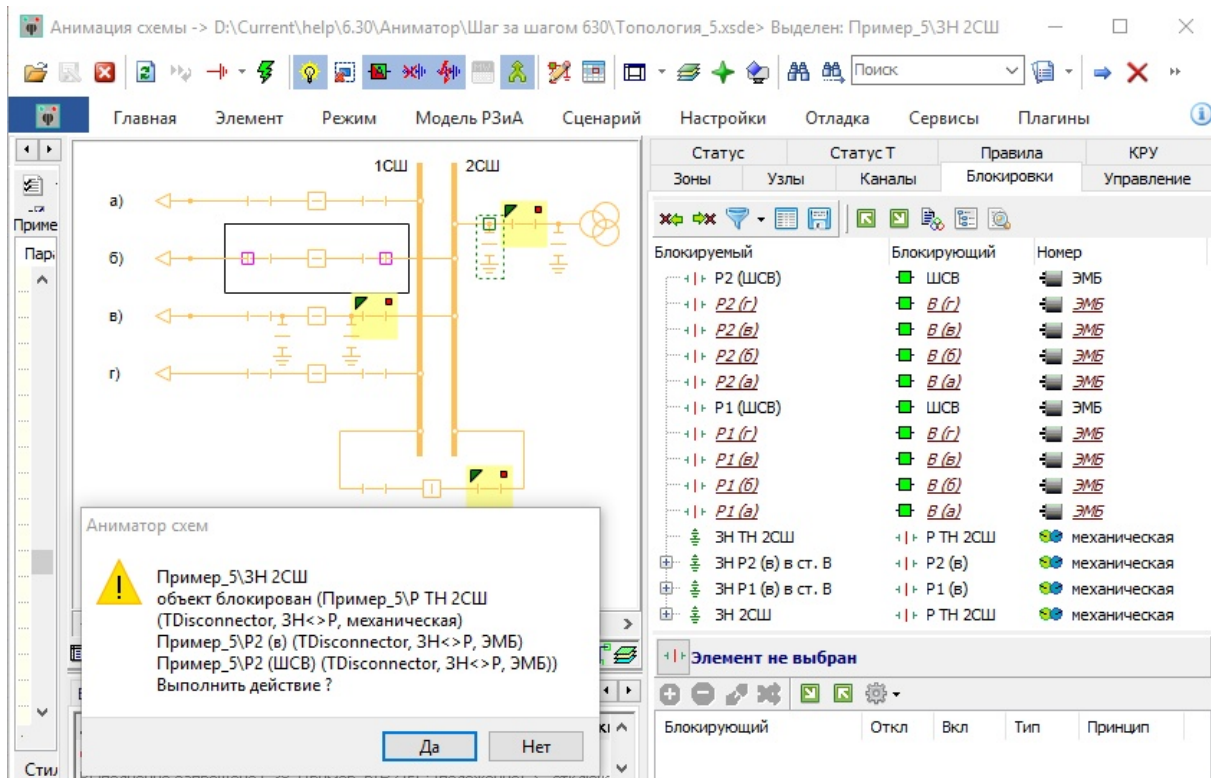 Анимация схемы -> D:\Current\help\6.30\Аниматор\Шаг за шагом 630\Топология_5.xsde> Выделен: Пример_5\ЗН 2СШ
Поиск
Главная Элемент Режим Модель РЗиА Сценарий Настройки Отладка Сервисы Плагины
Приме
Пара
1СШ 2СШ
а)
б)
в)
г)
Статус Статус Т Правила КРУ
Зоны Узлы Каналы Блокировки Управление
Блокируемый Блокирующий Номер
Р2 (ШСВ) ШСВ ЭМБ
Р2 (г) В (г) ЭМБ
Р2 (в) В (в) ЭМБ
Р2 (б) В (б) ЭМБ
Р2 (а) В (а) ЭМБ
Р1 (ШСВ) ШСВ ЭМБ
Р1 (г) В (г) ЭМБ
Р1 (в) В (в) ЭМБ
Р1 (б) В (б) ЭМБ
Р1 (а) В (а) ЭМБ
ЗН ТН 2СШ Р ТН 2СШ механическая
ЗН Р2 (в) в ст. В Р2 (в) механическая
ЗН Р1 (в) в ст. В Р1 (в) механическая
ЗН 2СШ Р ТН 2СШ механическая
Элемент не выбран
Блокирующий Откл Вкл Тип Принцип
Аниматор схем
Пример_5\ЗН 2СШ
объект блокирован (Пример_5\Р ТН 2СШ
(TDisconnector, ЗН<>Р, механическая)
Пример_5\Р2 (в) (TDisconnector, ЗН<>Р, ЭМБ)
Пример_5\Р2 (ШСВ) (TDisconnector, ЗН<>Р, ЭМБ))
Выполнить действие ?
Да Нет
Стил